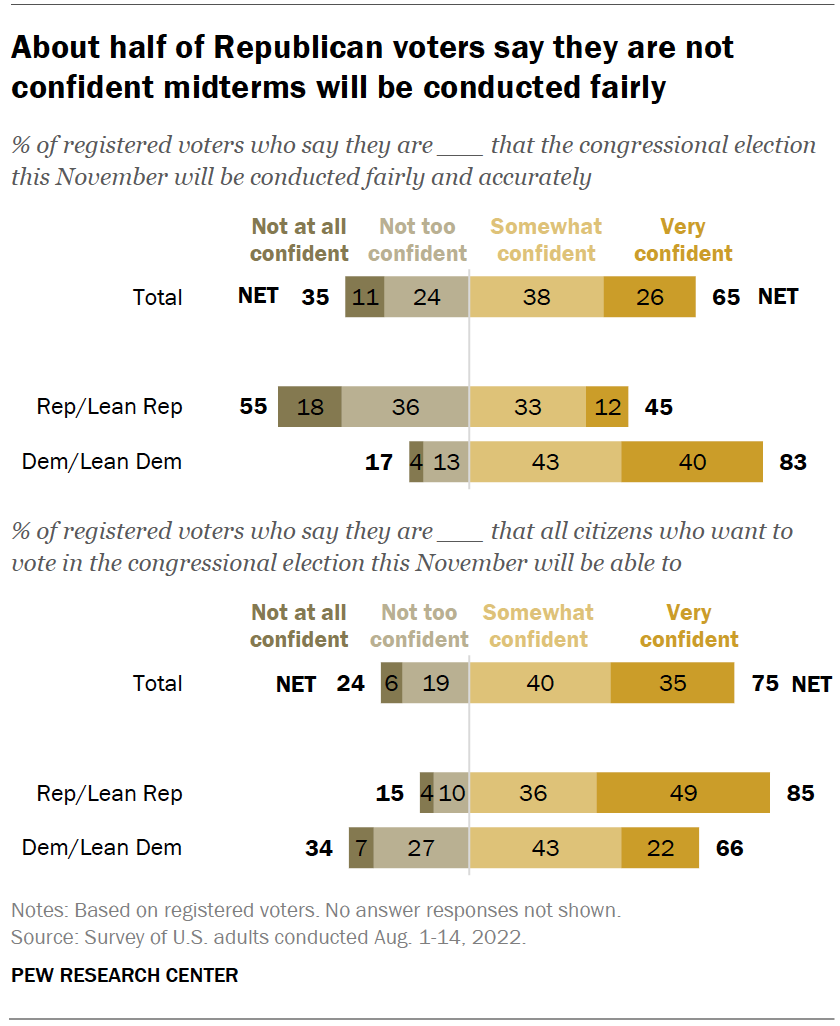 About half of Republican voters say they are not
confident midterms will be conducted fairly
% of registered voters who say they are ___ that the congressional election
this November will be conducted fairly and accurately
Not at all confident Not too confident Somewhat confident Very confident
Total NET 35 11 24 38 26 65 NET
Rep/Lean Rep 55 18 36 33 12 45
Dem/Lean Dem 17 4 13 43 40 83
% of registered voters who say they are ___ that all citizens who want to
vote in the congressional election this November will be able to
Not at all confident Not too confident Somewhat confident Very confident
Total NET 24 6 19 40 35 75 NET
Rep/Lean Rep 15 4 10 36 49 85
Dem/Lean Dem 34 7 27 43 22 66
Notes: Based on registered voters. No answer responses not shown.
Source: Survey of U.S. adults conducted Aug. 1-14, 2022.
PEW RESEARCH CENTER